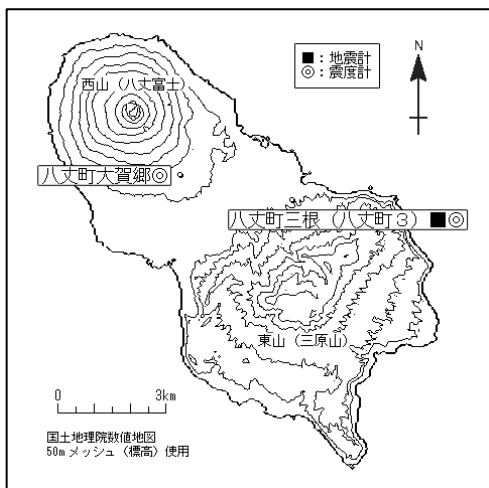 ■：地震計
◎：震度計
N
西山（八丈富士）
八丈町大賀郷◎
八丈町三根（八丈町３）■◎
東山（三原山）
0 3km
国土地理院数値地図
50mメッシュ（標高）使用